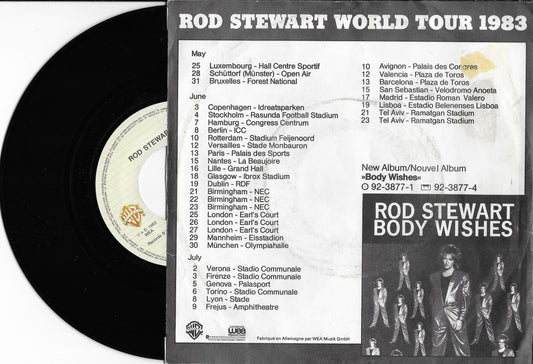 ROD STEWART WORLD TOUR 1983
May
25 Luxembourg - Hall Centre Sportif
28 Schüttorf (Münster) - Open Air
31 Bruxelles - Forest National
June
3 Copenhagen - Idreatsparken
4 Stockholm - Rasunda Football Stadium
7 Hamburg - Congress Centrum
8 Berlin - ICC
10 Rotterdam - Stadium Feijenoord
12 Versailles - Stade Monbauron
13 Paris - Palais des Sports
15 Nantes - La Beaujoire
16 Lille - Grand Hall
18 Glasgow - Ibrox Stadium
19 Dublin - RDF
21 Birmingham - NEC
22 Birmingham - NEC
23 Birmingham - NEC
25 London - Earl's Court
26 London - Earl's Court
27 London - Earl's Court
29 Mannheim - Eisstadion
30 München - Olympiahalle
July
2 Verona - Stadio Communale
3 Firenze - Stadio Communale
5 Genova - Palasport
6 Torino - Stadio Communale
8 Lyon - Stade
9 Frejus - Amphitheatre
10 Avignon - Palais des Congres
12 Valencia - Plaza de Toros
13 Barcelona - Plaza de Toros
15 San Sebastian - Velodromo Anoeta
17 Madrid - Estadio Roman Valero
19 Lisboa - Estadio Belenenses Lisboa
21 Tel Aviv - Ramatgan Stadium
23 Tel Aviv - Ramatgan Stadium
New Album/Nouvel Album
»Body Wishes«
92-3877-1 92-3877-4
ROD STEWART
BODY WISHES
wea
Fabriqué en Allemagne par WEA Musik GmbH
ROD STEWART